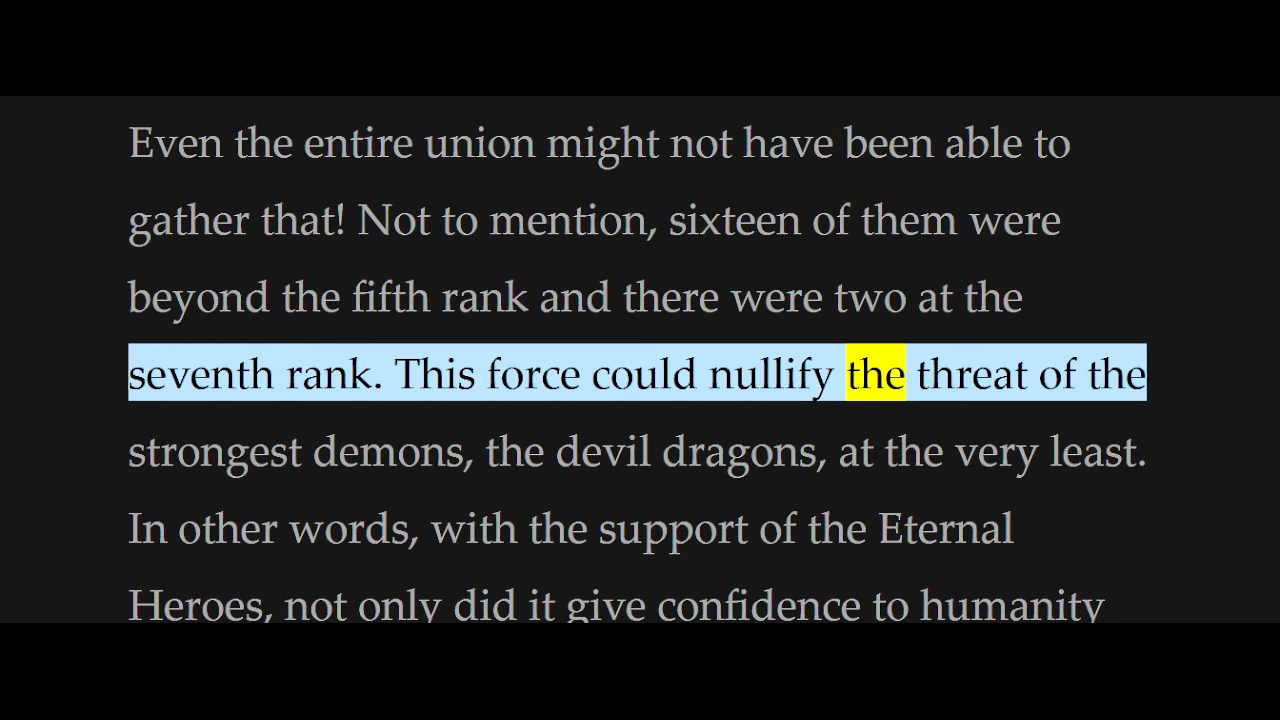 Even the entire union might not have been able to
gather that! Not to mention, sixteen of them were
beyond the fifth rank and there were two at the
seventh rank. This force could nullify the threat of the
strongest demons, the devil dragons, at the very least.
In other words, with the support of the Eternal
Heroes, not only did it give confidence to humanity